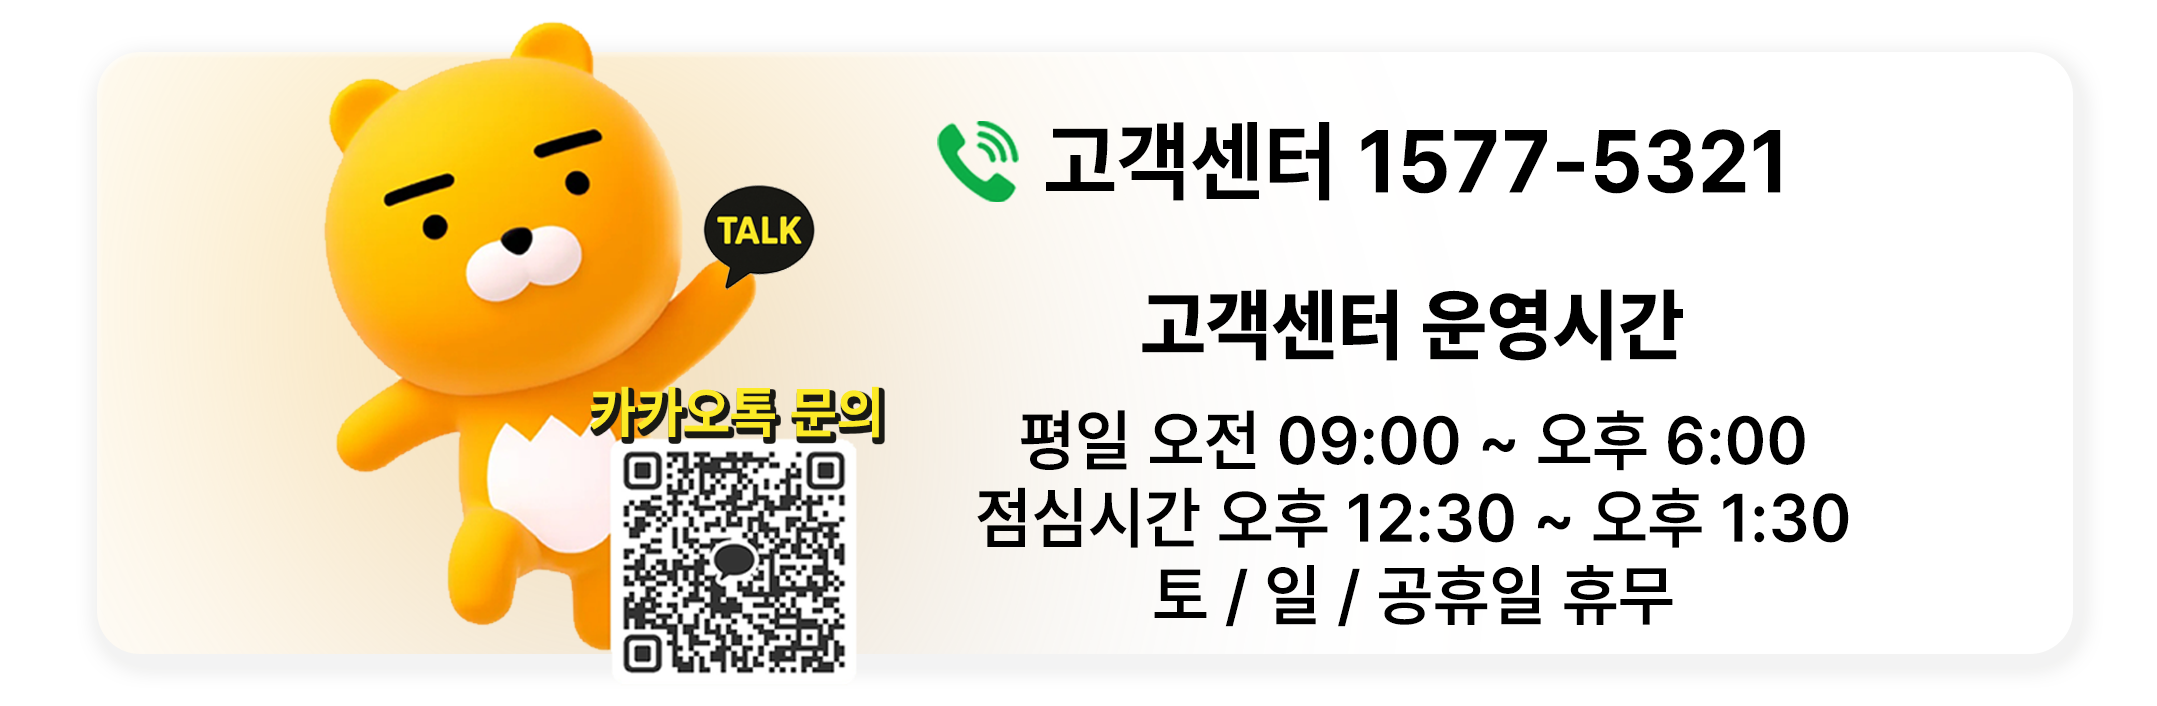 TALK
카카오톡 문의
고객센터 1577-5321
고객센터 운영시간
평일 오전 09:00 ~ 오후 6:00
점심시간 오후 12:30 ~ 오후 1:30
토 / 일 / 공휴일 휴무